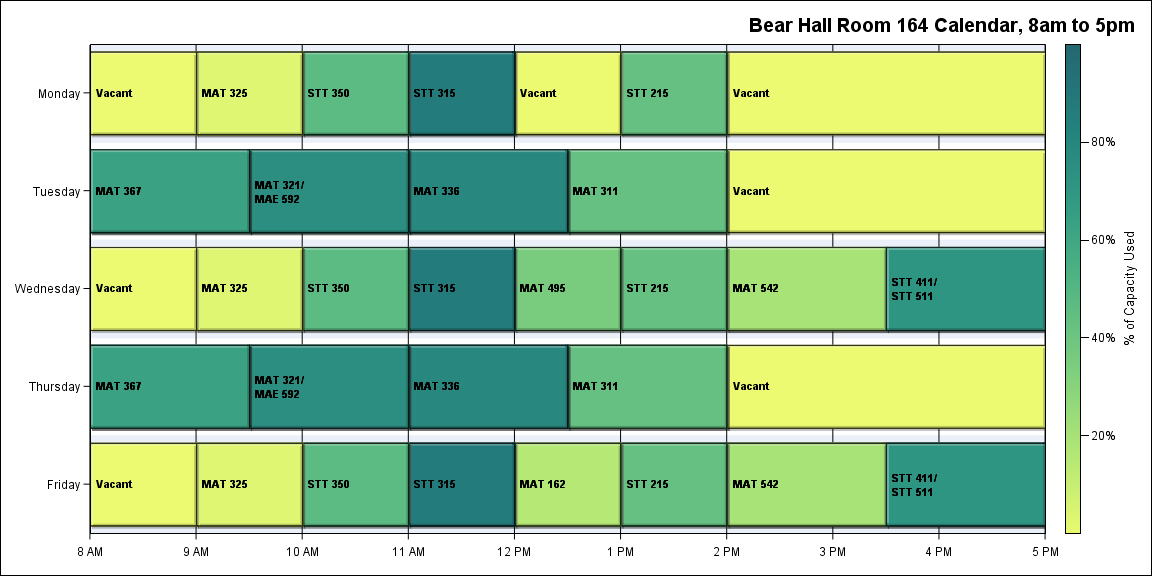 Bear Hall Room 164 Calendar, 8am to 5pm
Monday
Vacant
MAT 325
STT 350
STT 315
Vacant
STT 215
Vacant
Tuesday
MAT 367
MAT 321/
MAE 592
MAT 336
MAT 311
Vacant
Wednesday
Vacant
MAT 325
STT 350
STT 315
MAT 495
STT 215
MAT 542
STT 411/
STT 511
Thursday
MAT 367
MAT 321/
MAE 592
MAT 336
MAT 311
Vacant
Friday
Vacant
MAT 325
STT 350
STT 315
MAT 162
STT 215
MAT 542
STT 411/
STT 511
8 AM
9 AM
10 AM
11 AM
12 PM
1 PM
2 PM
3 PM
4 PM
5 PM
80%
60%
40%
20%
% of Capacity Used